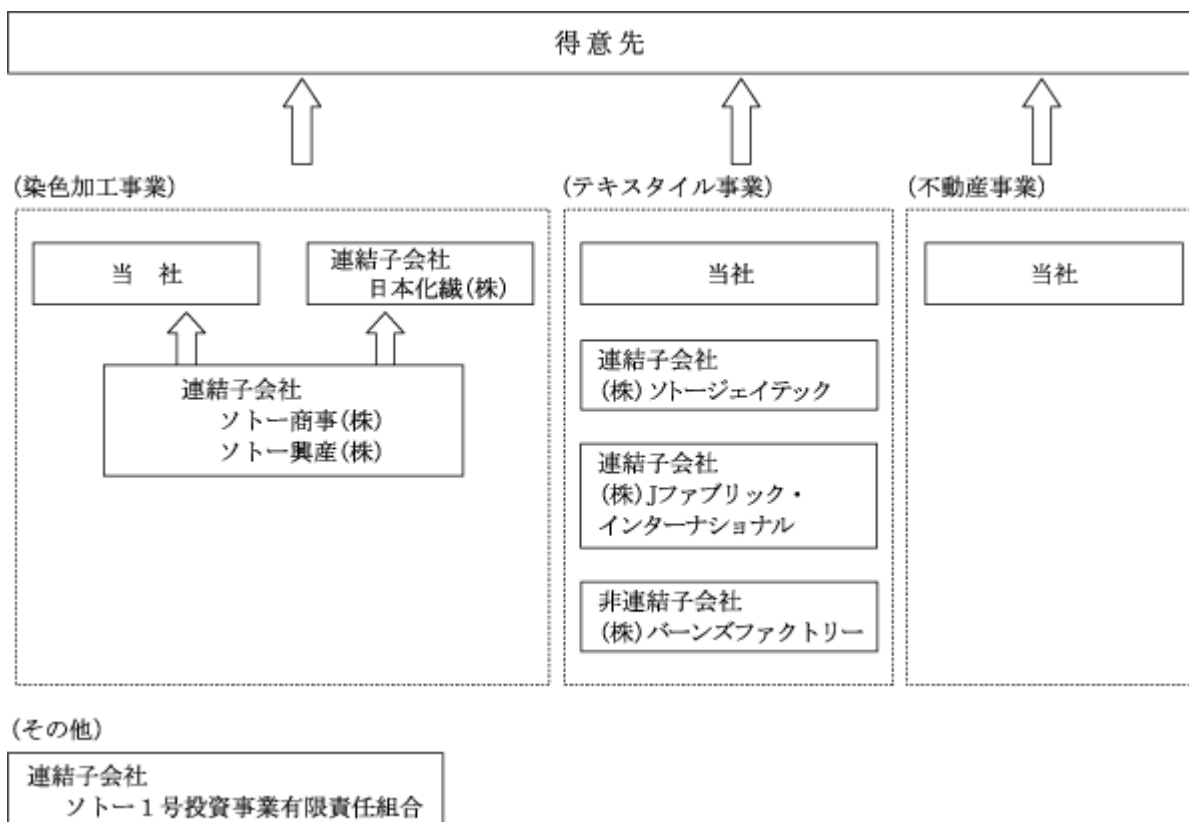 得意先
(染色加工事業)
(テキスタイル事業)
(不動産事業)
当 社
連結子会社
日本化繊(株)
連結子会社
ソトー商事(株)
ソトー興産(株)
当社
連結子会社
(株)ソトージェイテック
連結子会社
(株)Jファブリック・
インターナショナル
非連結子会社
(株)バーンズファクトリー
当社
(その他)
連結子会社
ソトー1号投資事業有限責任組合